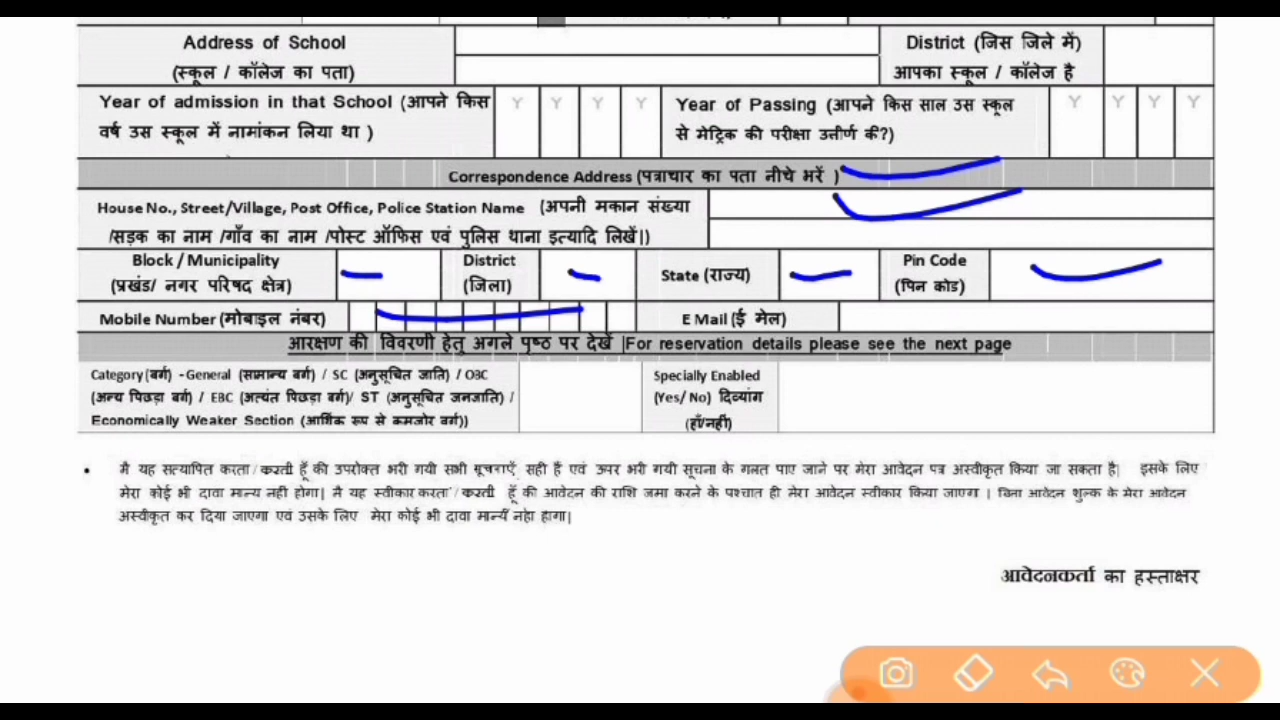 Address of School
(स्कूल / कॉलेज का पता)
District (जिस जिले में)
आपका स्कूल / कॉलेज है
Year of admission in that School (आपने किस
वर्ष उस स्कूल में नामांकन लिया था )
Y Y Y Y
Year of Passing (आपने किस साल उस स्कूल
से मेट्रिक की परीक्षा उत्तीर्ण की?)
Y Y Y Y
Correspondence Address (पत्राचार का पता नीचे भरें )
House No., Street/Village, Post Office, Police Station Name (अपनी मकान संख्या
/सड़क का नाम /गाँव का नाम /पोस्ट ऑफिस एवं पुलिस थाना इत्यादि लिखें|)
Block / Municipality
(प्रखंड/ नगर परिषद क्षेत्र)
District
(जिला)
State (राज्य)
Pin Code
(पिन कोड)
Mobile Number (मोबाइल नंबर)
E Mail (ई मेल)
आरक्षण की विवरणी हेतु अगले पृष्ठ पर देखें |For reservation details please see the next page
Category (वर्ग) - General (सामान्य वर्ग) / SC (अनुसूचित जाति) / OBC
(अन्य पिछड़ा वर्ग) / EBC (अत्यंत पिछड़ा वर्ग)/ ST (अनुसूचित जनजाति) /
Economically Weaker Section (आर्थिक रूप से कमजोर वर्ग))
Specially Enabled
(Yes/ No) दिव्यांग
(हाँ/नहीं)
• मै यह सत्यापित करता / करती हूँ की उपरोक्त भरी गयी सभी सूचनाएँ सही हैं एवं ऊपर भरी गयी सूचना के गलत पाए जाने पर मेरा आवेदन पत्र अस्वीकृत किया जा सकता है| इसके लिए
मेरा कोई भी दावा मान्य नही होगा| मै यह स्वीकार करता / करती हूँ की आवेदन की राशि जमा करने के पश्चात ही मेरा आवेदन स्वीकार किया जाएगा | बिना आवेदन शुल्क के मेरा आवेदन
अस्वीकृत कर दिया जाएगा एवं उसके लिए मेरा कोई भी दावा
आवेदनकर्ता का हस्ताक्षर